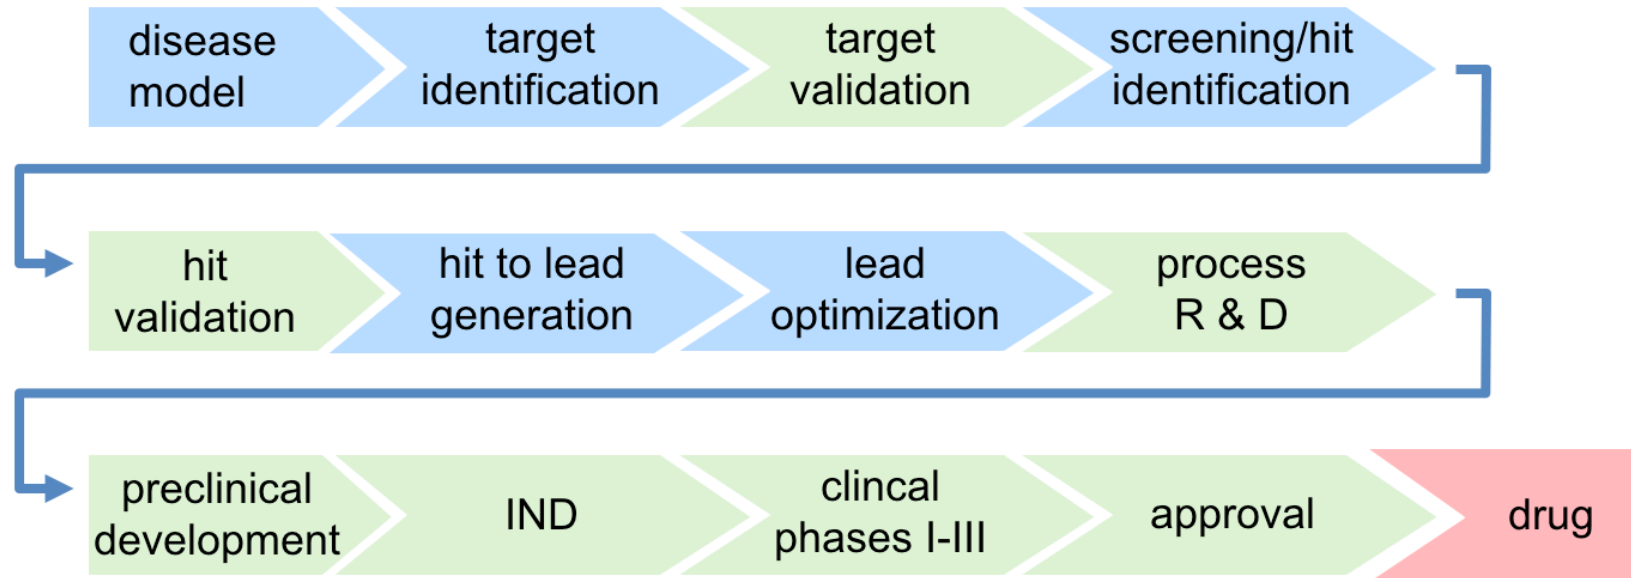 disease
model
target
identification
target
validation
screening/hit
identification
hit
validation
hit to lead
generation
lead
optimization
process
R & D
preclinical
development
IND
clincal
phases I-III
approval
drug